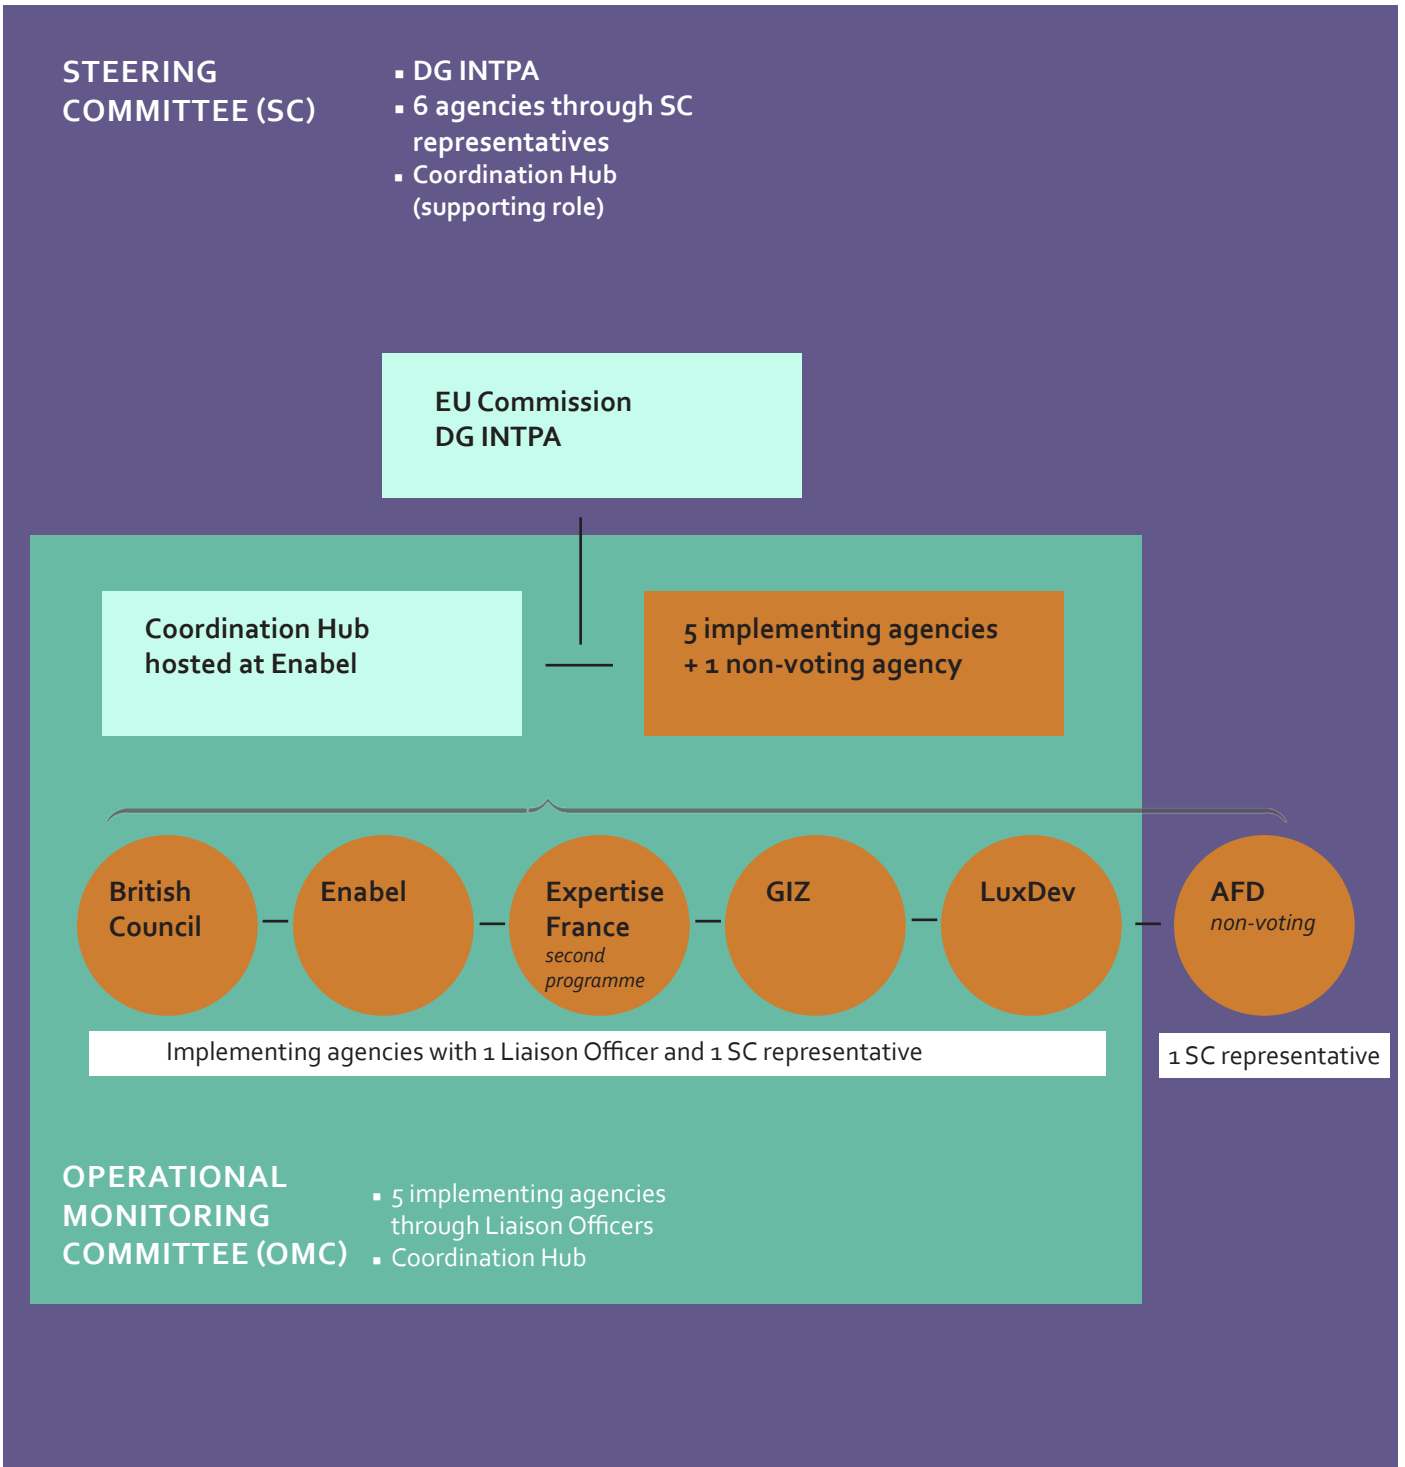 STEERING
COMMITTEE (SC)
▪ DG INTPA
▪ 6 agencies through SC
representatives
▪ Coordination Hub
(supporting role)
EU Commission
DG INTPA
Coordination Hub
hosted at Enabel
5 implementing agencies
+ 1 non-voting agency
British
Council
Enabel
Expertise
France
second
programme
GIZ
LuxDev
AFD
non-voting
Implementing agencies with 1 Liaison Officer and 1 SC representative
1 SC representative
OPERATIONAL
MONITORING
COMMITTEE (OMC)
▪ 5 implementing agencies
through Liaison Officers
▪ Coordination Hub